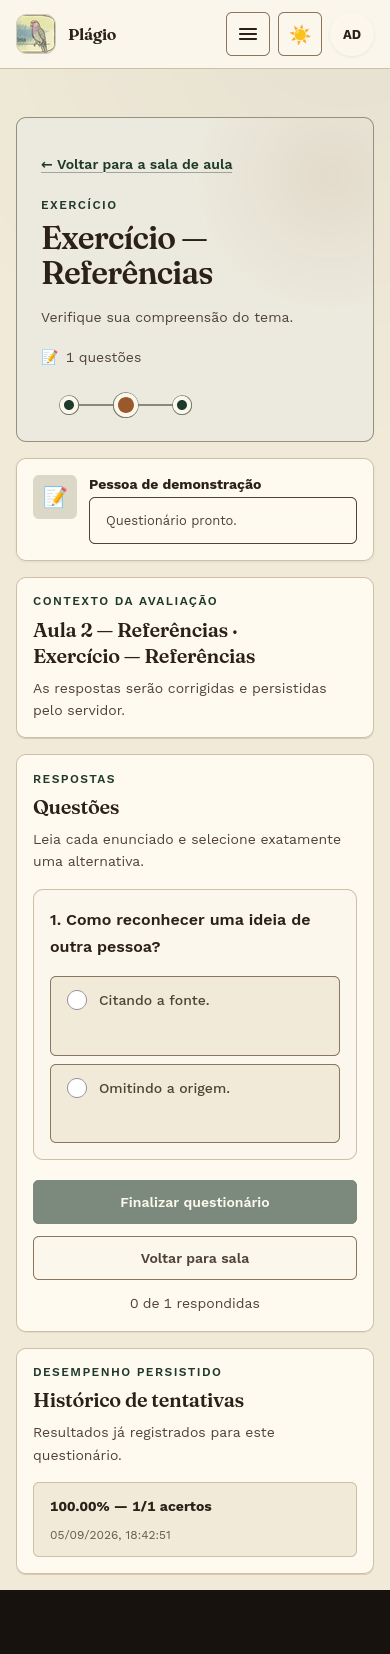 Plágio
AD
← Voltar para a sala de aula
EXERCÍCIO
Exercício —
Referências
Verifique sua compreensão do tema.
📝 1 questões
Pessoa de demonstração
Questionário pronto.
CONTEXTO DA AVALIAÇÃO
Aula 2 — Referências ·
Exercício — Referências
As respostas serão corrigidas e persistidas
pelo servidor.
RESPOSTAS
Questões
Leia cada enunciado e selecione exatamente
uma alternativa.
1. Como reconhecer uma ideia de
outra pessoa?
Citando a fonte.
Omitindo a origem.
Finalizar questionário
Voltar para sala
0 de 1 respondidas
DESEMPENHO PERSISTIDO
Histórico de tentativas
Resultados já registrados para este
questionário.
100.00% — 1/1 acertos
05/09/2026, 18:42:51